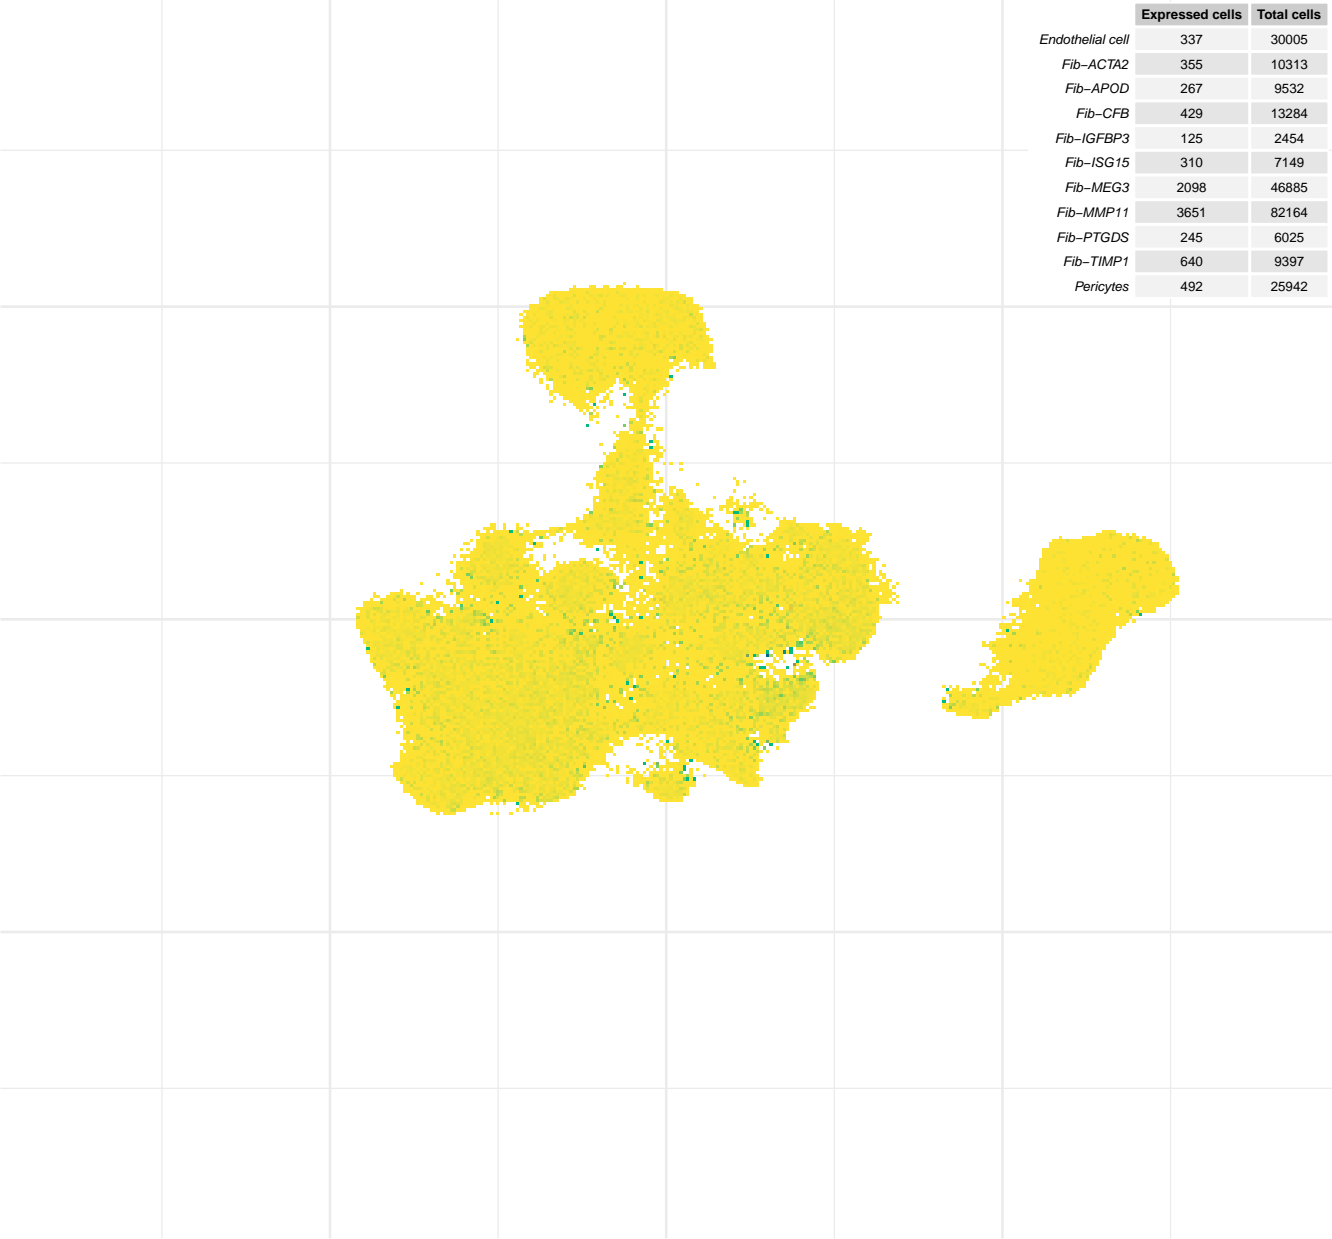 Expressed cells Total cells
Endothelial cell 337 30005
Fib−ACTA2 355 10313
Fib−APOD 267 9532
Fib−CFB 429 13284
Fib−IGFBP3 125 2454
Fib−ISG15 310 7149
Fib−MEG3 2098 46885
Fib−MMP11 3651 82164
Fib−PTGDS 245 6025
Fib−TIMP1 640 9397
Pericytes 492 25942